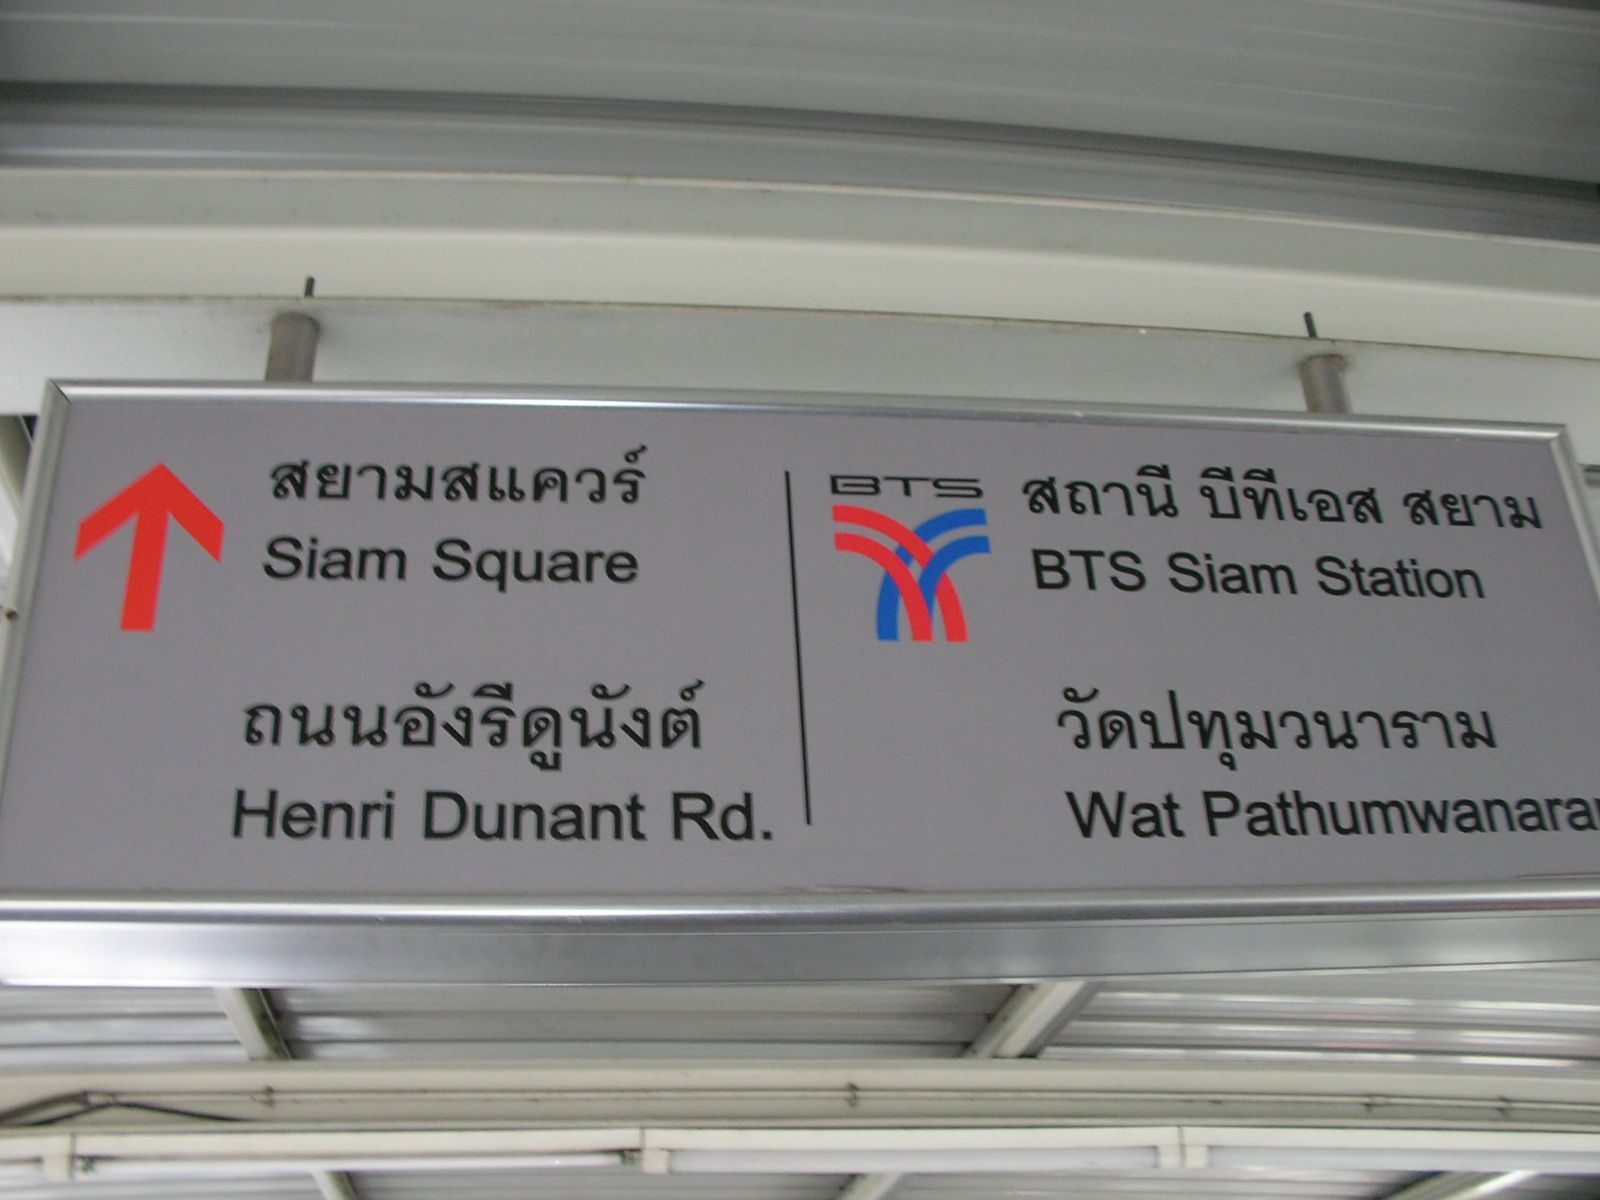 สยามสแควร์
Siam Square
ถนนอังรีดูนังต์
Henri Dunant Rd.
BTS
สถานี บีทีเอส สยาม
BTS Siam Station
วัดปทุมวนาราม
Wat Pathumwanara